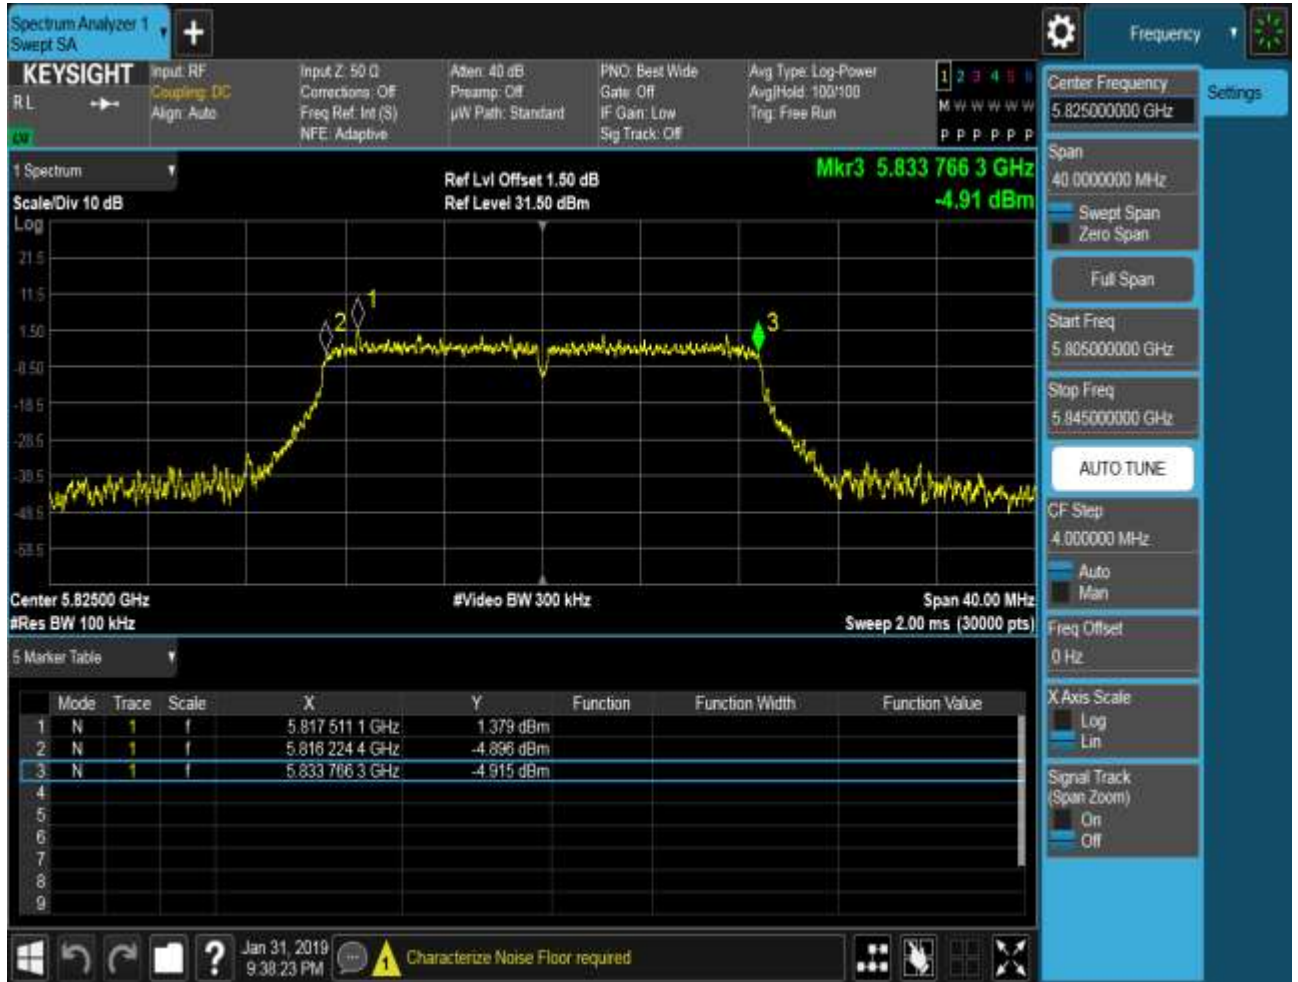 Spectrum Analyzer 1
Swept SA
+
Frequency
KEYSIGHT
RL
Input: RF
Coupling: DC
Align: Auto
Input Z: 50 Ω
Corrections: Off
Freq Ref: Int (S)
NFE: Adaptive
Atten: 40 dB
Preamp: Off
µW Path: Standard
PNO: Best Wide
Gate: Off
IF Gain: Low
Sig Track: Off
Avg Type: Log-Power
Avg|Hold: 100/100
Trig: Free Run
1 2 3 4 5 6
M W W W W W
P P P P P P
1 Spectrum
Scale/Div 10 dB
Ref Lvl Offset 1.50 dB
Ref Level 31.50 dBm
Mkr3 5.833 766 3 GHz
-4.91 dBm
Log
21.5
11.5
1.50
-8.50
-18.5
-28.5
-38.5
-48.5
-58.5
1
2
3
Center 5.82500 GHz
#Video BW 300 kHz
Span 40.00 MHz
#Res BW 100 kHz
Sweep 2.00 ms (30000 pts)
5 Marker Table
Mode Trace Scale X Y Function Function Width Function Value
1 N 1 f 5.817 511 1 GHz 1.379 dBm
2 N 1 f 5.816 224 4 GHz -4.896 dBm
3 N 1 f 5.833 766 3 GHz -4.915 dBm
4
5
6
7
8
9
Jan 31, 2019
9:38:23 PM
?
1
Characterize Noise Floor required
Settings
Center Frequency
5.825000000 GHz
Span
40.0000000 MHz
Swept Span
Zero Span
Full Span
Start Freq
5.805000000 GHz
Stop Freq
5.845000000 GHz
AUTO TUNE
CF Step
4.000000 MHz
Auto
Man
Freq Offset
0 Hz
X Axis Scale
Log
Lin
Signal Track
(Span Zoom)
On
Off